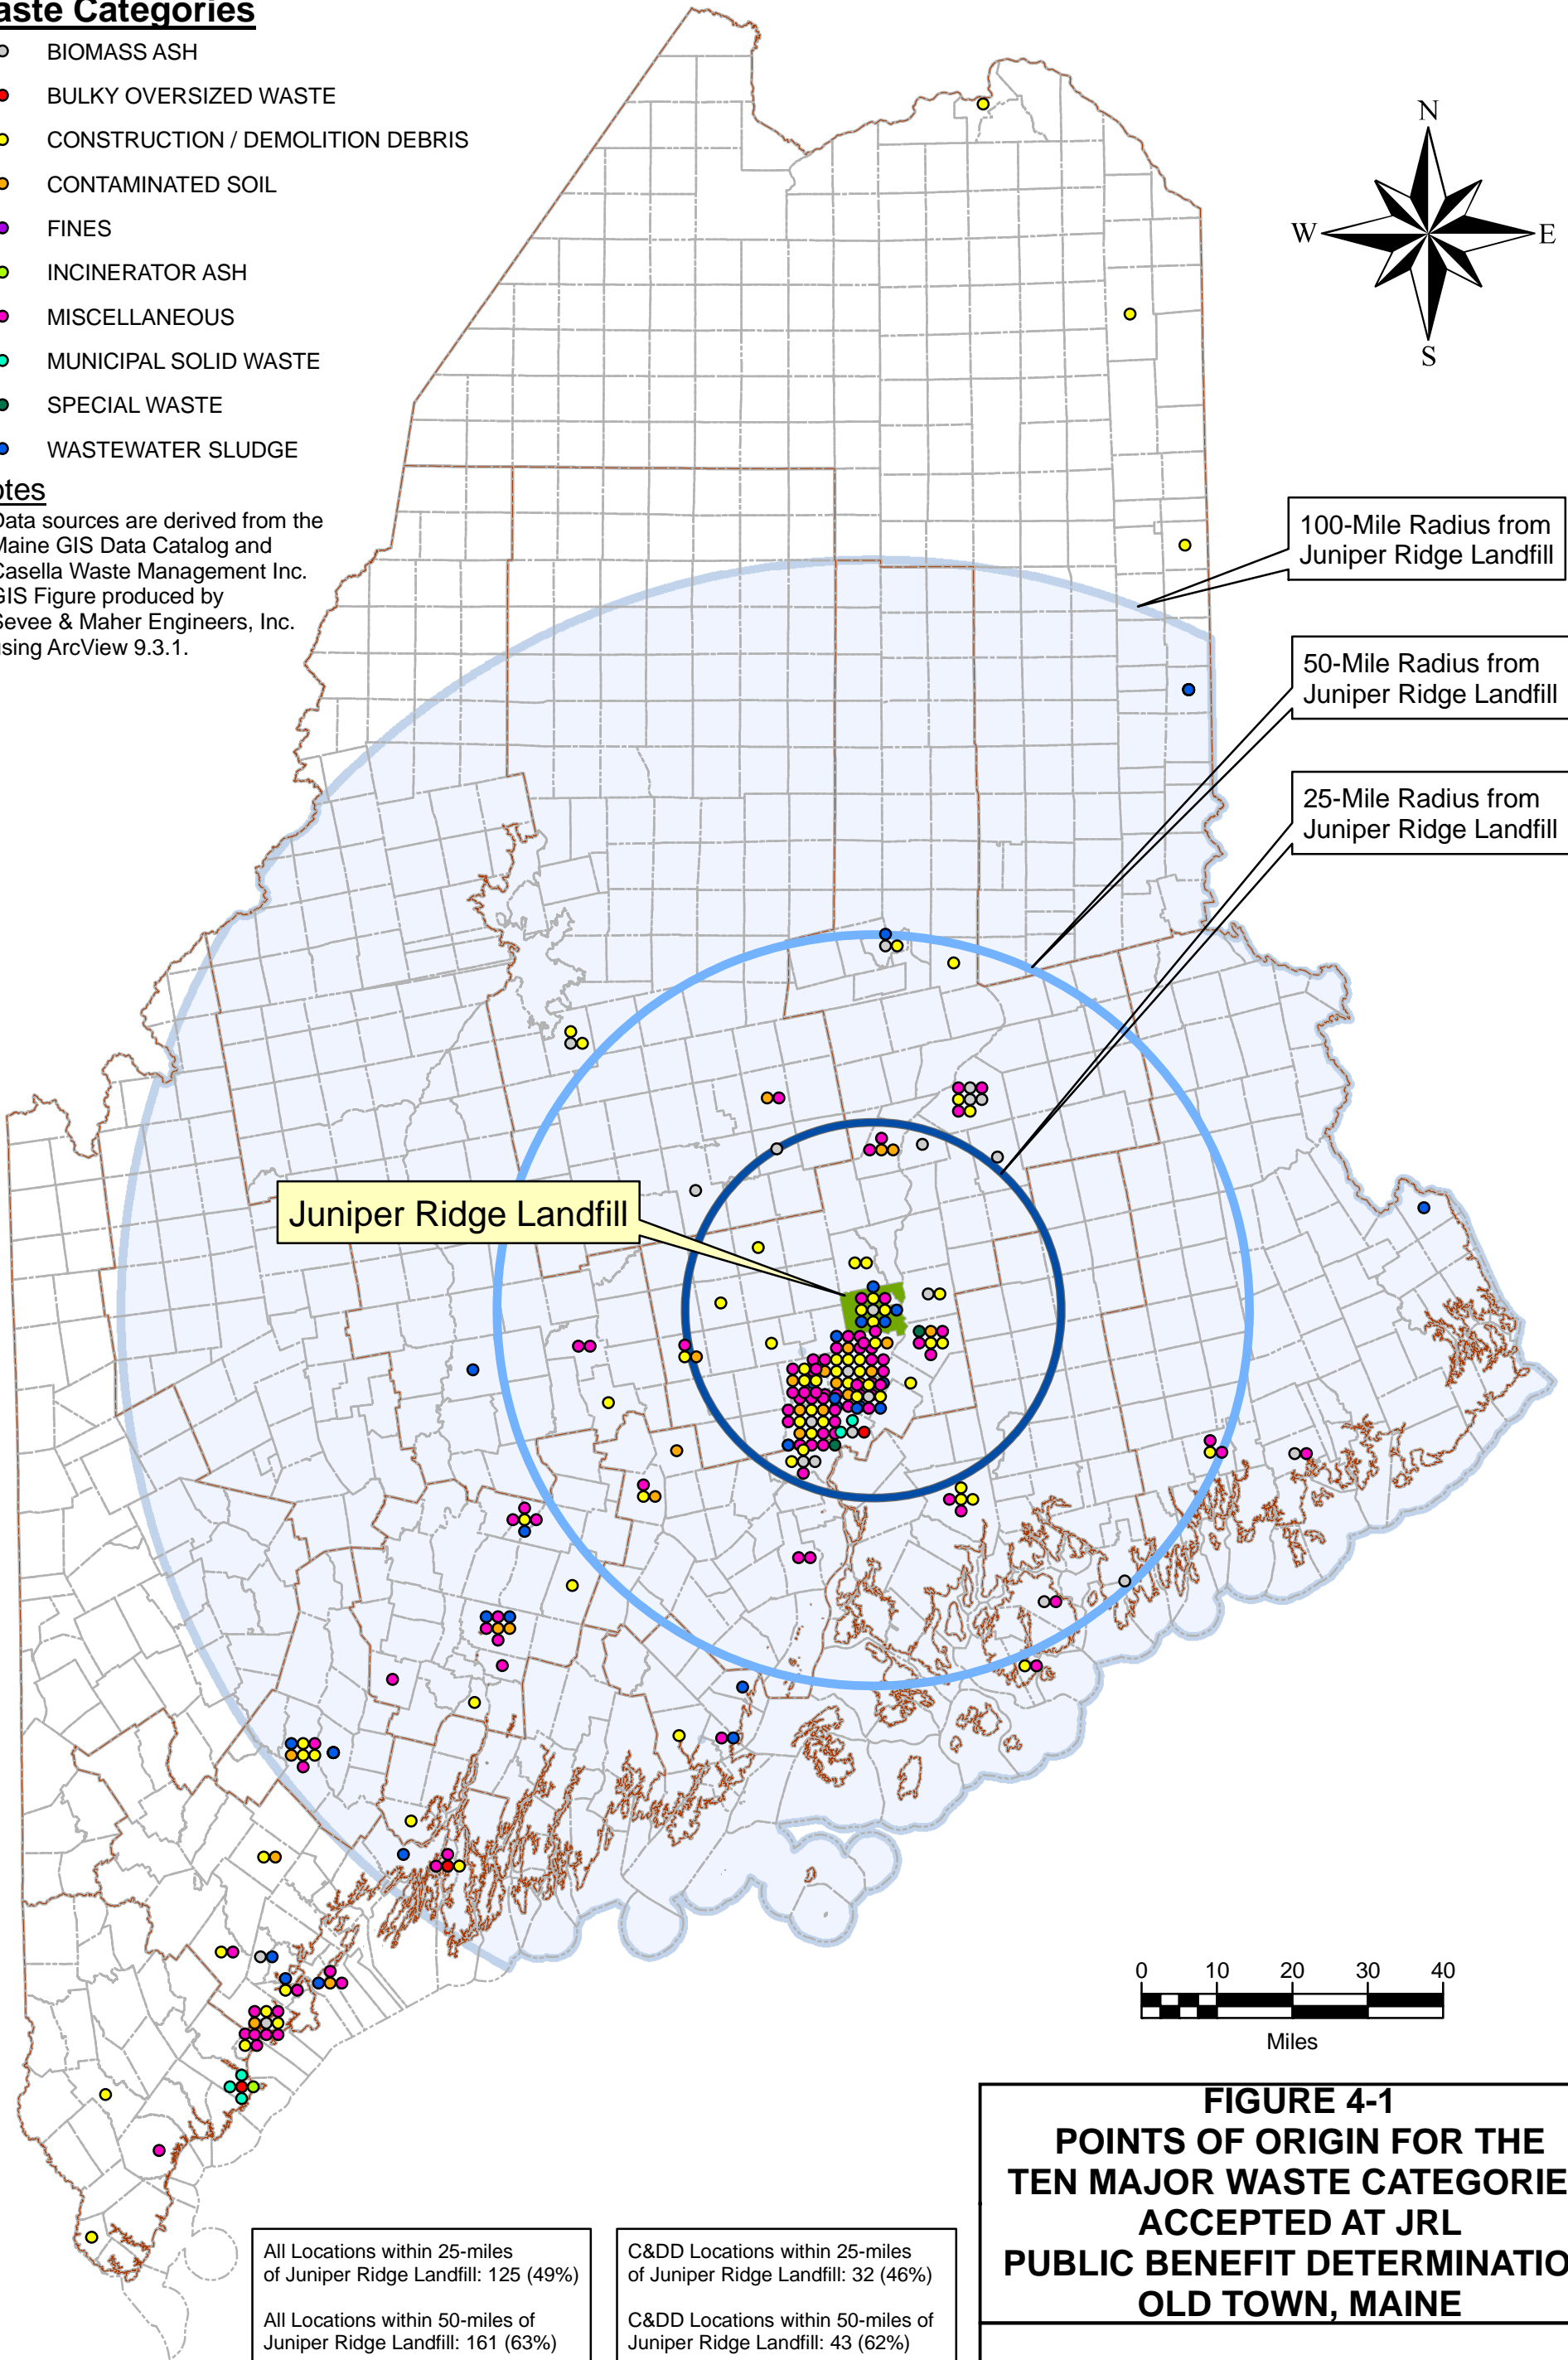 aste Categories
BIOMASS ASH
BULKY OVERSIZED WASTE
CONSTRUCTION / DEMOLITION DEBRIS
CONTAMINATED SOIL
FINES
INCINERATOR ASH
MISCELLANEOUS
MUNICIPAL SOLID WASTE
SPECIAL WASTE
WASTEWATER SLUDGE
otes
Data sources are derived from the
Maine GIS Data Catalog and
Casella Waste Management Inc.
GIS Figure produced by
Sevee & Maher Engineers, Inc.
using ArcView 9.3.1.
N
W
E
S
100-Mile Radius from
Juniper Ridge Landfill
50-Mile Radius from
Juniper Ridge Landfill
25-Mile Radius from
Juniper Ridge Landfill
Juniper Ridge Landfill
0 10 20 30 40
Miles
FIGURE 4-1
POINTS OF ORIGIN FOR THE
TEN MAJOR WASTE CATEGORIE
ACCEPTED AT JRL
PUBLIC BENEFIT DETERMINATIO
OLD TOWN, MAINE
All Locations within 25-miles
of Juniper Ridge Landfill: 125 (49%)
All Locations within 50-miles of
Juniper Ridge Landfill: 161 (63%)
C&DD Locations within 25-miles
of Juniper Ridge Landfill: 32 (46%)
C&DD Locations within 50-miles of
Juniper Ridge Landfill: 43 (62%)